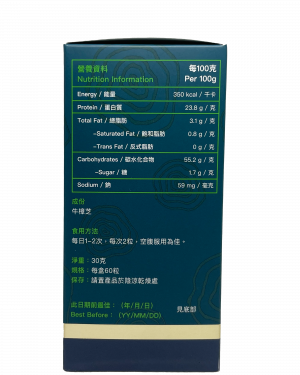 營養資料 每100克
Nutrition Information Per 100g
Energy / 能量 350 kcal / 千卡
Protein / 蛋白質 23.8 g / 克
Total Fat / 總脂肪 3.1 g / 克
–Saturated Fat / 飽和脂肪 0.8 g / 克
–Trans Fat / 反式脂肪 0 g / 克
Carbohydrates / 碳水化合物 55.2 g / 克
–Sugar / 糖 1.7 g / 克
Sodium / 鈉 59 mg / 毫克
成份
牛樟芝
食用方法
每日1-2次，每次2粒，空腹服用為佳。
淨重：30克
規格：每盒60粒
保存：請置產品於陰涼乾燥處
此日期前最佳：（年/月/日） 見底部
Best Before：（YY/MM/DD）